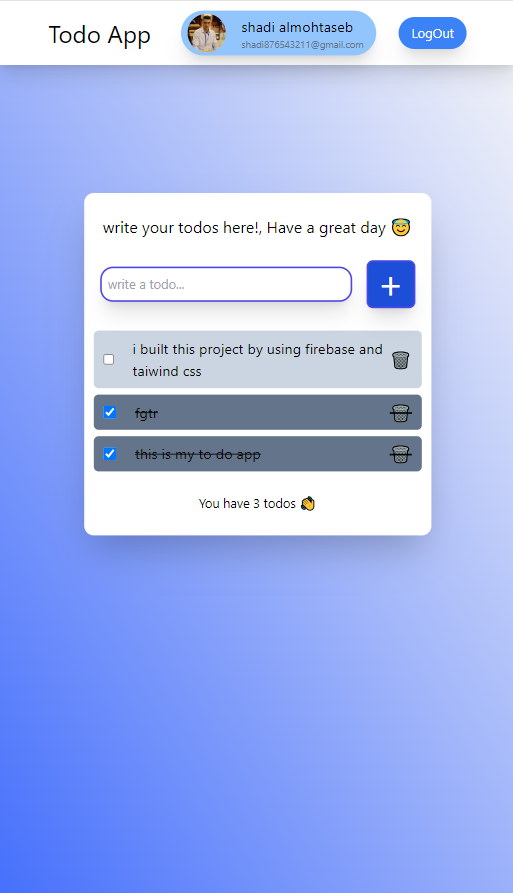 Todo App
shadi almohtaseb
shadi876543211@gmail.com
LogOut
write your todos here!, Have a great day 😇
write a todo...
+
i built this project by using firebase and
taiwind css
fgtr
this is my to do app
You have 3 todos 👏